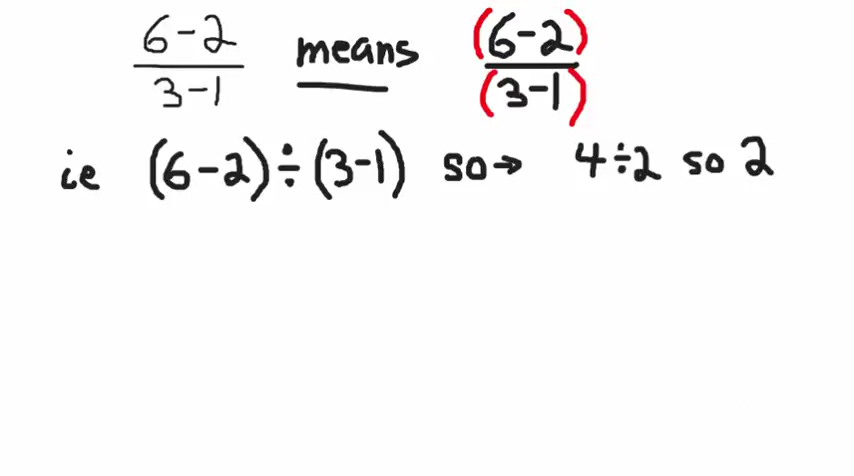 6-2 / 3-1 means (6-2) / (3-1)
ie (6-2)÷(3-1) so→ 4÷2 so 2